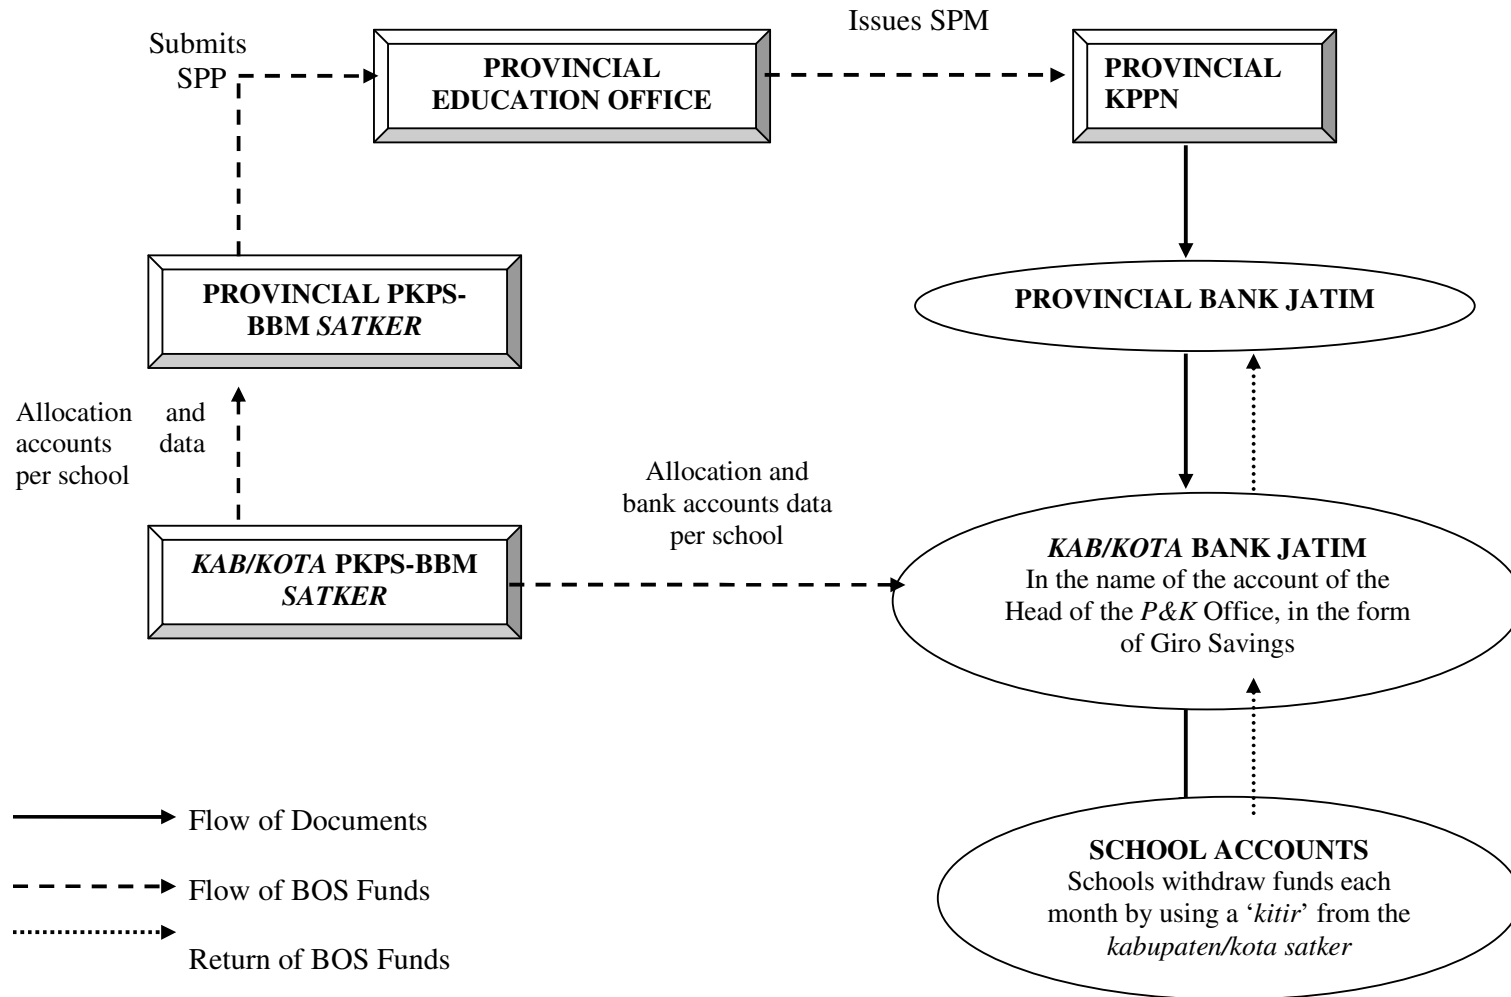 Issues SPM
Submits
SPP
PROVINCIAL
EDUCATION OFFICE
PROVINCIAL
KPPN
PROVINCIAL PKPS-
BBM SATKER
PROVINCIAL BANK JATIM
Allocation and
accounts data
per school
Allocation and
bank accounts data
per school
KAB/KOTA PKPS-BBM
SATKER
KAB/KOTA BANK JATIM
In the name of the account of the
Head of the P&K Office, in the form
of Giro Savings
Flow of Documents
Flow of BOS Funds
Return of BOS Funds
SCHOOL ACCOUNTS
Schools withdraw funds each
month by using a ‘kitir’ from the
kabupaten/kota satker